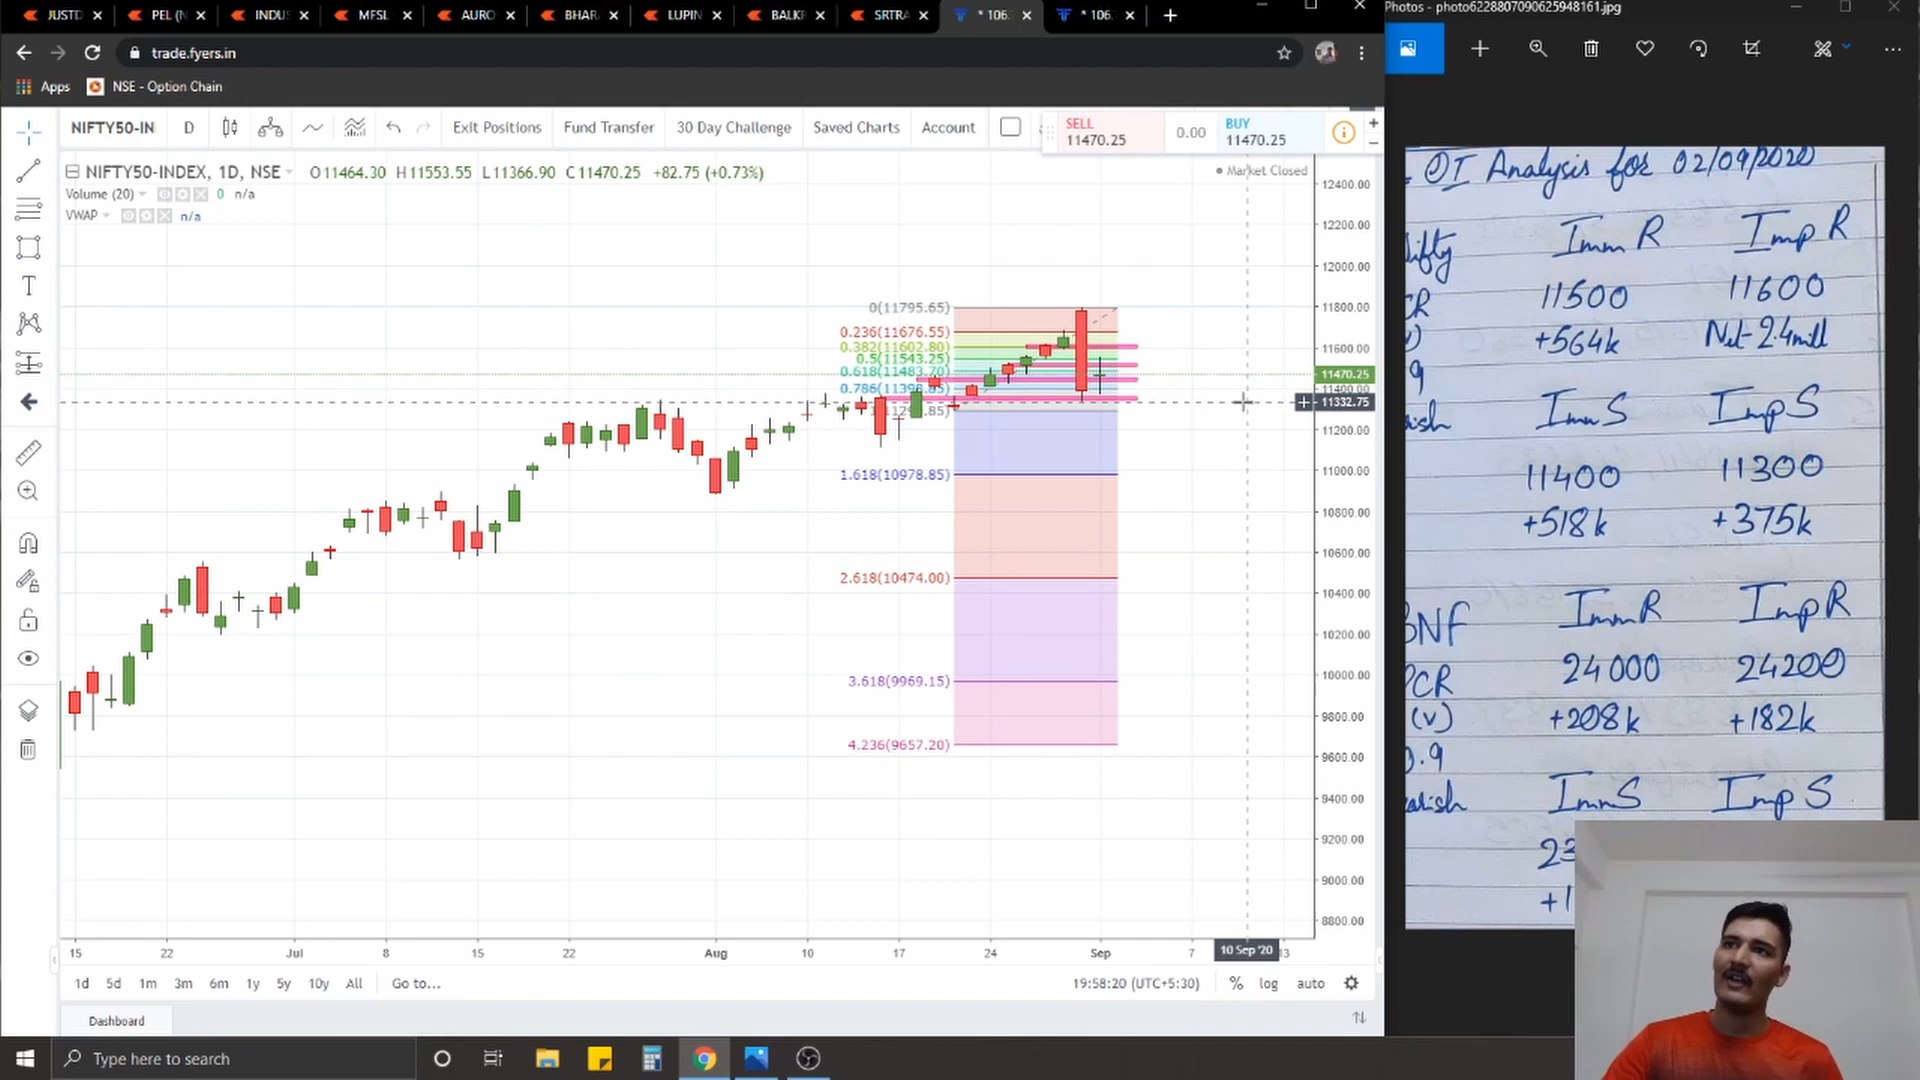 JUSTD
PEL (N
INDUS
MFSL
AURO
BHAR
LUPIN
BALKR
SRTRA
* 106.
* 106.
Photos - photo6228807090625948161.jpg
trade.fyers.in
Apps
NSE - Option Chain
NIFTY50-IN
D
Exit Positions
Fund Transfer
30 Day Challenge
Saved Charts
Account
SELL
11470.25
0.00
BUY
11470.25
NIFTY50-INDEX, 1D, NSE
O11464.30 H11553.55 L11366.90 C11470.25 +82.75 (+0.73%)
Market Closed
Volume (20)
0 n/a
VWAP
n/a
12400.00
12200.00
12000.00
11800.00
11600.00
11470.25
11400.00
11332.75
11200.00
11000.00
10800.00
10600.00
10400.00
10200.00
10000.00
9800.00
9600.00
9400.00
9200.00
9000.00
8800.00
0(11795.65)
0.236(11676.55)
0.382(11602.80)
0.5(11543.25)
0.618(11483.70)
1.618(10978.85)
2.618(10474.00)
3.618(9969.15)
4.236(9657.20)
15 22 Jul 8 15 22 Aug 10 17 24 Sep 7 10 Sep '20
1d 5d 1m 3m 6m 1y 5y 10y All Go to...
19:58:20 (UTC+5:30) % log auto
Dashboard
Type here to search
OI Analysis for 02/09/2020
Imm R Imp R
11500 11600
+564k Net-2.4mill
Imm S Imp S
11400 11300
+518k +375k
BNF Imm R Imp R
PCR 24000 24200
(v) +208k +182k
0.9
Imm S Imp S